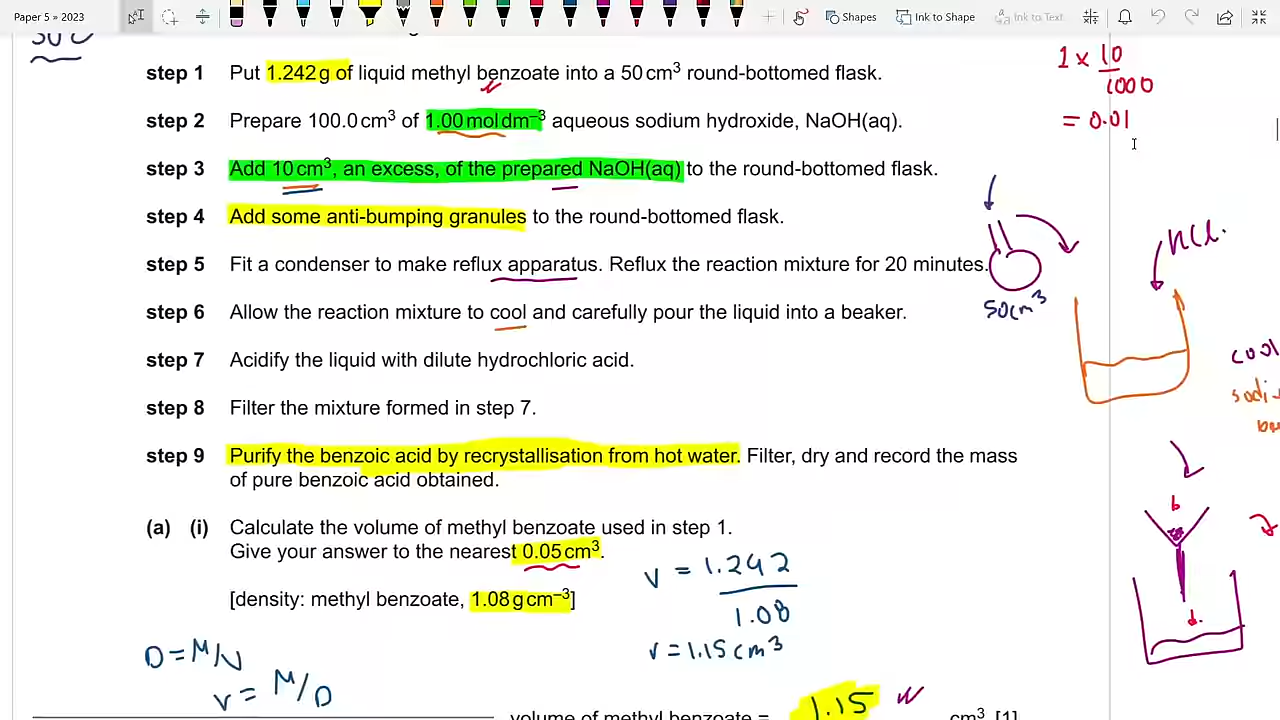 Paper 5 » 2023
Shapes
Ink to Shape
Ink to Text
1 × 10
1000
= 0.01
step 1 Put 1.242 g of liquid methyl benzoate into a 50 cm³ round-bottomed flask.
step 2 Prepare 100.0 cm³ of 1.00 mol dm⁻³ aqueous sodium hydroxide, NaOH(aq).
step 3 Add 10 cm³, an excess, of the prepared NaOH(aq) to the round-bottomed flask.
step 4 Add some anti-bumping granules to the round-bottomed flask.
HCl.
step 5 Fit a condenser to make reflux apparatus. Reflux the reaction mixture for 20 minutes.
50cm³
step 6 Allow the reaction mixture to cool and carefully pour the liquid into a beaker.
cool
step 7 Acidify the liquid with dilute hydrochloric acid.
sodi
step 8 Filter the mixture formed in step 7.
step 9 Purify the benzoic acid by recrystallisation from hot water. Filter, dry and record the mass
of pure benzoic acid obtained.
b
(a) (i) Calculate the volume of methyl benzoate used in step 1.
Give your answer to the nearest 0.05 cm³.
v = 1.242
1.08
[density: methyl benzoate, 1.08 g cm⁻³]
d.
v = 1.15 cm³
D = M/V
v = M/D
volume of methyl benzoate = 1.15 cm³ [1]